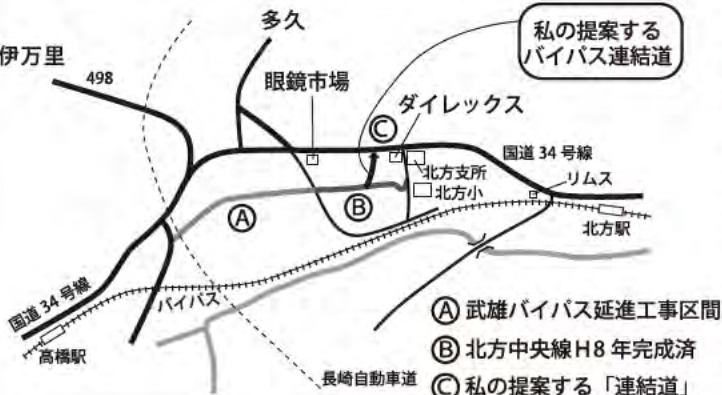 多久
私の提案する
バイパス連結道
伊万里
498
眼鏡市場
ダイレックス
Ⓒ
国道34号線
北方支所
北方小
リムス
Ⓐ
Ⓑ
北方駅
バイパス
国道34号線
高橋駅
長崎自動車道
Ⓐ 武雄バイパス延進工事区間
Ⓑ 北方中央線H8年完成済
Ⓒ 私の提案する「連結道」